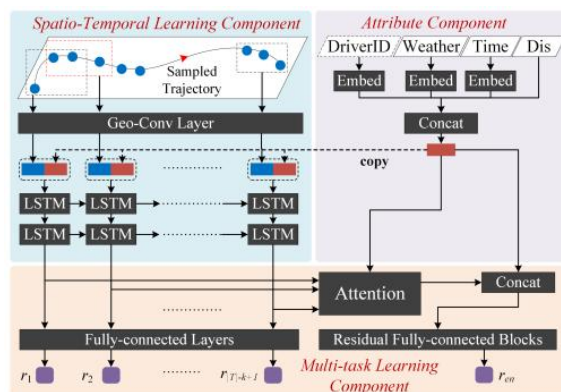 Spatio-Temporal Learning Component
Attribute Component
DriverID Weather Time Dis
Sampled
Trajectory
Embed Embed Embed
Geo-Conv Layer
Concat
copy
LSTM LSTM LSTM
LSTM LSTM LSTM
Attention
Concat
Fully-connected Layers
Residual Fully-connected Blocks
r1 r2 r|T|-k+1 ren
Multi-task Learning
Component